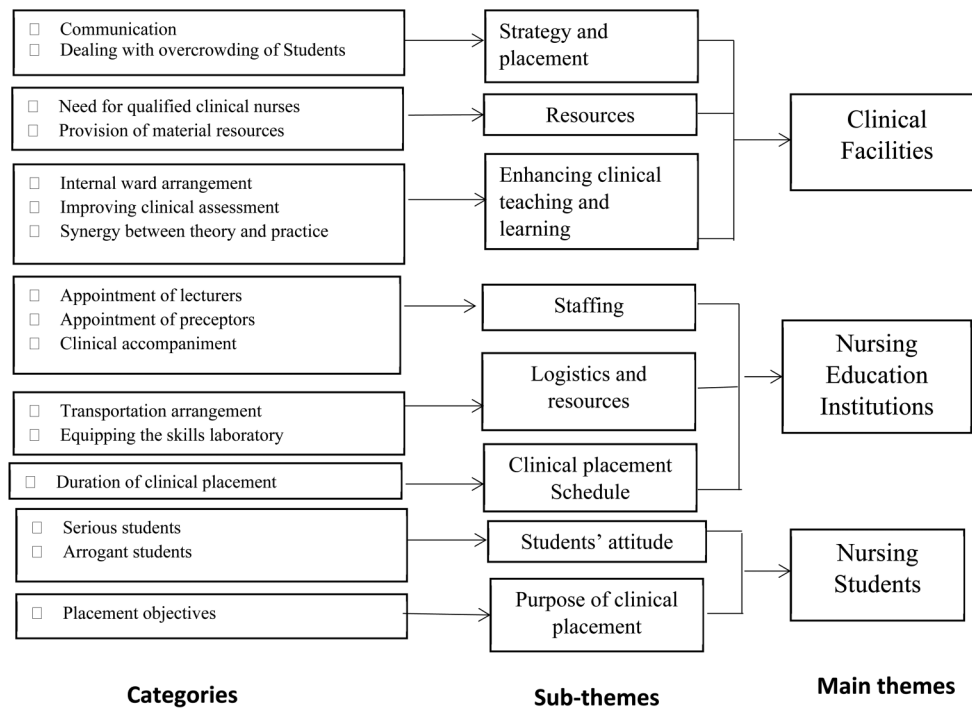 Communication
Dealing with overcrowding of Students
Strategy and
placement
Need for qualified clinical nurses
Provision of material resources
Resources
Clinical
Facilities
Internal ward arrangement
Improving clinical assessment
Synergy between theory and practice
Enhancing clinical
teaching and
learning
Appointment of lecturers
Appointment of preceptors
Clinical accompaniment
Staffing
Nursing
Education
Institutions
Transportation arrangement
Equipping the skills laboratory
Logistics and
resources
Duration of clinical placement
Clinical placement
Schedule
Serious students
Arrogant students
Students’ attitude
Nursing
Students
Placement objectives
Purpose of clinical
placement
Categories
Sub-themes
Main themes